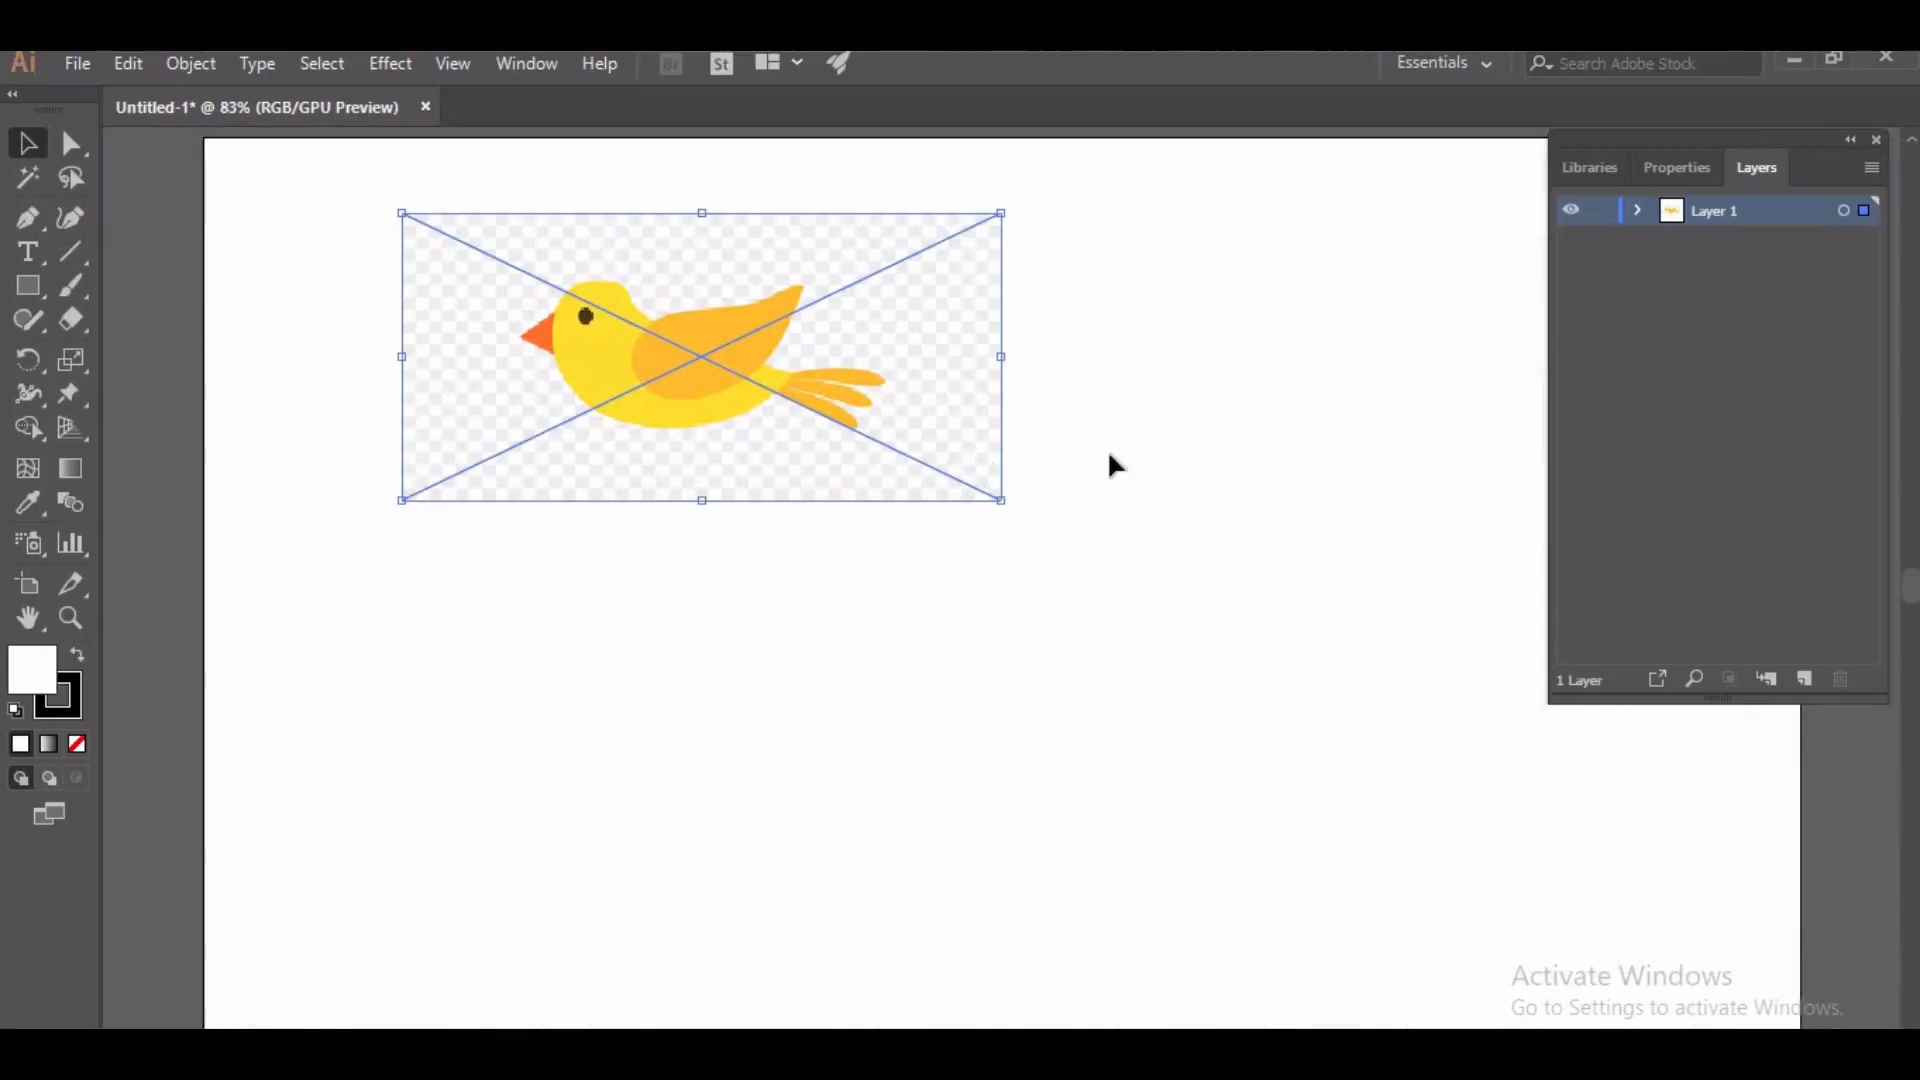 Ai File Edit Object Type Select Effect View Window Help Br St Essentials Search Adobe Stock
Untitled-1* @ 83% (RGB/GPU Preview)
Libraries Properties Layers
Layer 1
T
1 Layer
Activate Windows
Go to Settings to activate Windows.